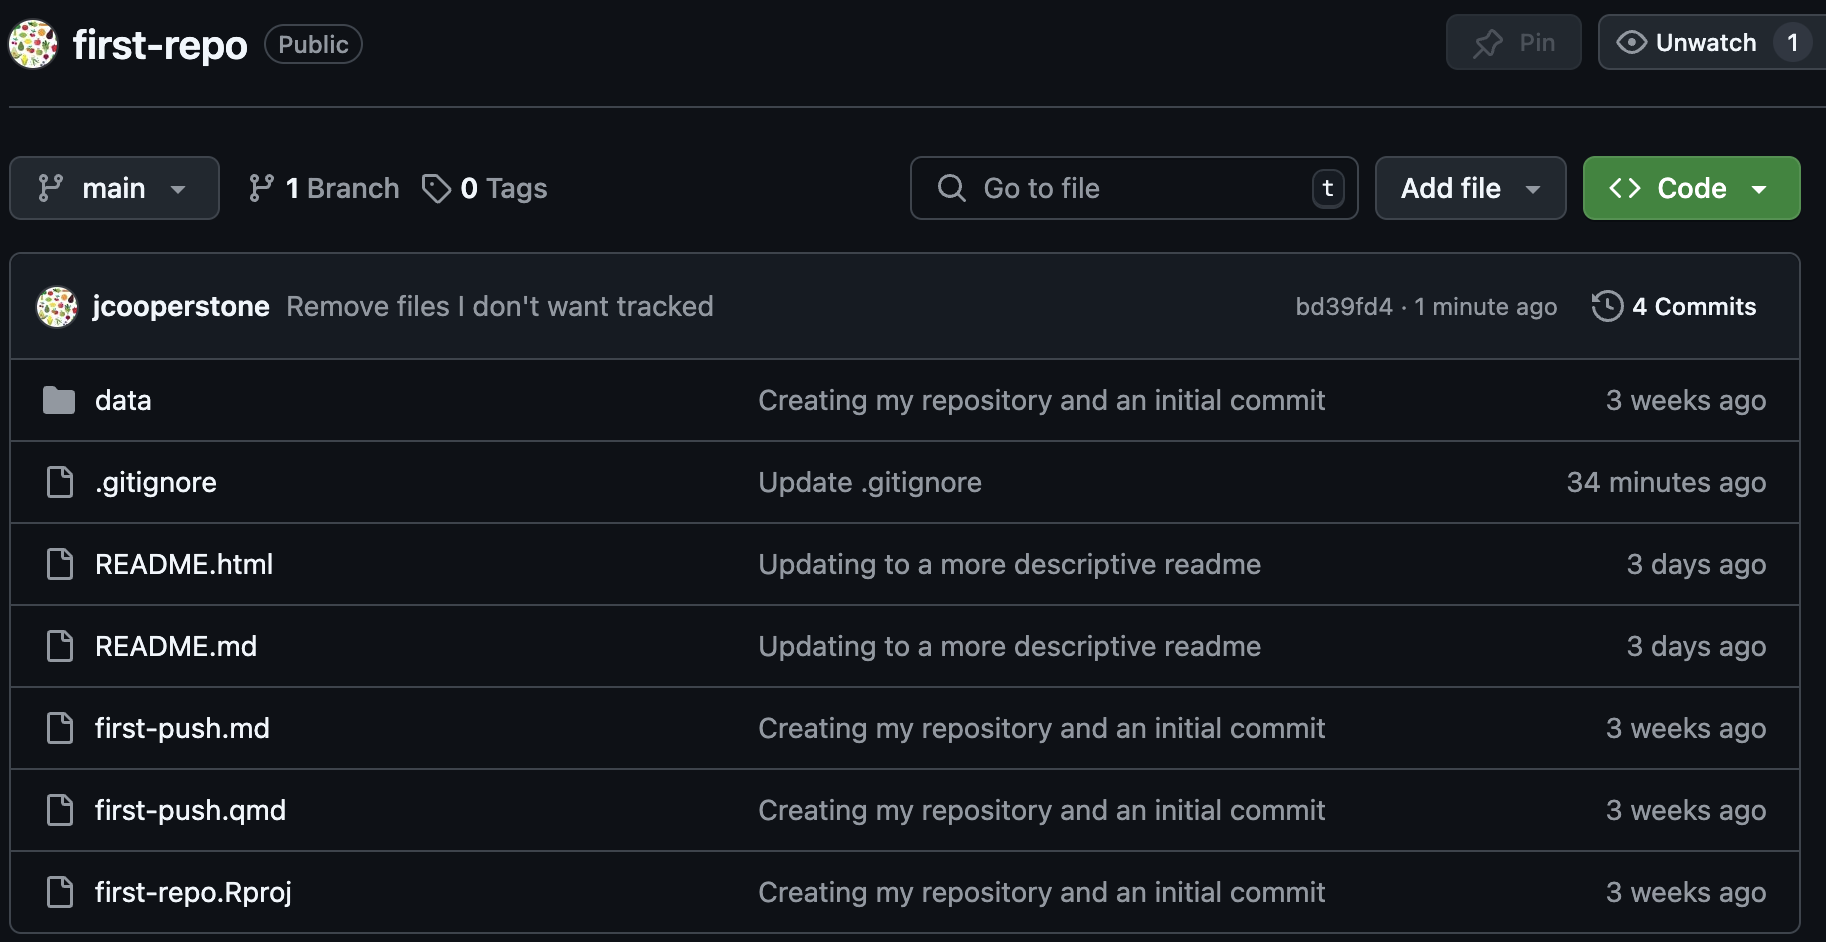 first-repo Public Pin Unwatch 1
main 1 Branch 0 Tags Go to file t Add file <> Code
jcooperstone Remove files I don't want tracked bd39fd4 · 1 minute ago 4 Commits
data Creating my repository and an initial commit 3 weeks ago
.gitignore Update .gitignore 34 minutes ago
README.html Updating to a more descriptive readme 3 days ago
README.md Updating to a more descriptive readme 3 days ago
first-push.md Creating my repository and an initial commit 3 weeks ago
first-push.qmd Creating my repository and an initial commit 3 weeks ago
first-repo.Rproj Creating my repository and an initial commit 3 weeks ago